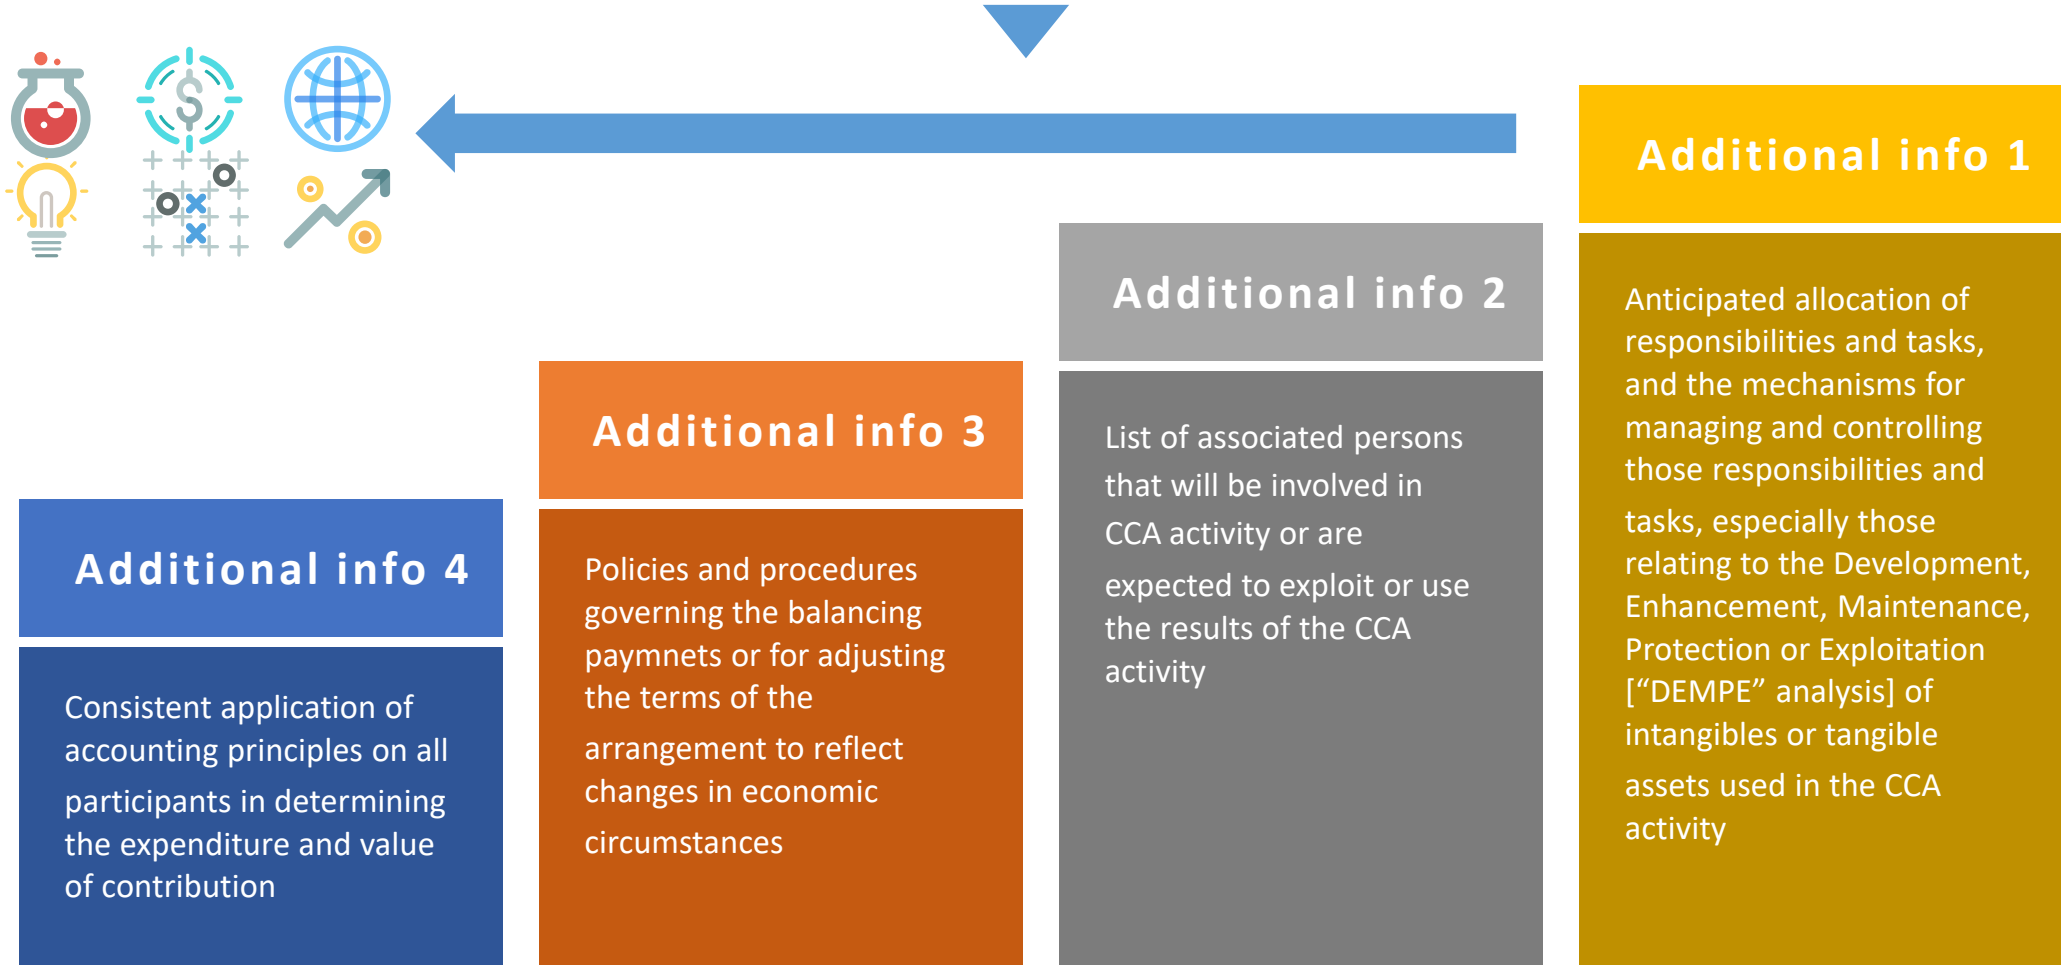 Additional info 1
Anticipated allocation of
responsibilities and tasks,
and the mechanisms for
managing and controlling
those responsibilities and
tasks, especially those
relating to the Development,
Enhancement, Maintenance,
Protection or Exploitation
[“DEMPE” analysis] of
intangibles or tangible
assets used in the CCA
activity
Additional info 2
List of associated persons
that will be involved in
CCA activity or are
expected to exploit or use
the results of the CCA
activity
Additional info 3
Policies and procedures
governing the balancing
paymnets or for adjusting
the terms of the
arrangement to reflect
changes in economic
circumstances
Additional info 4
Consistent application of
accounting principles on all
participants in determining
the expenditure and value
of contribution